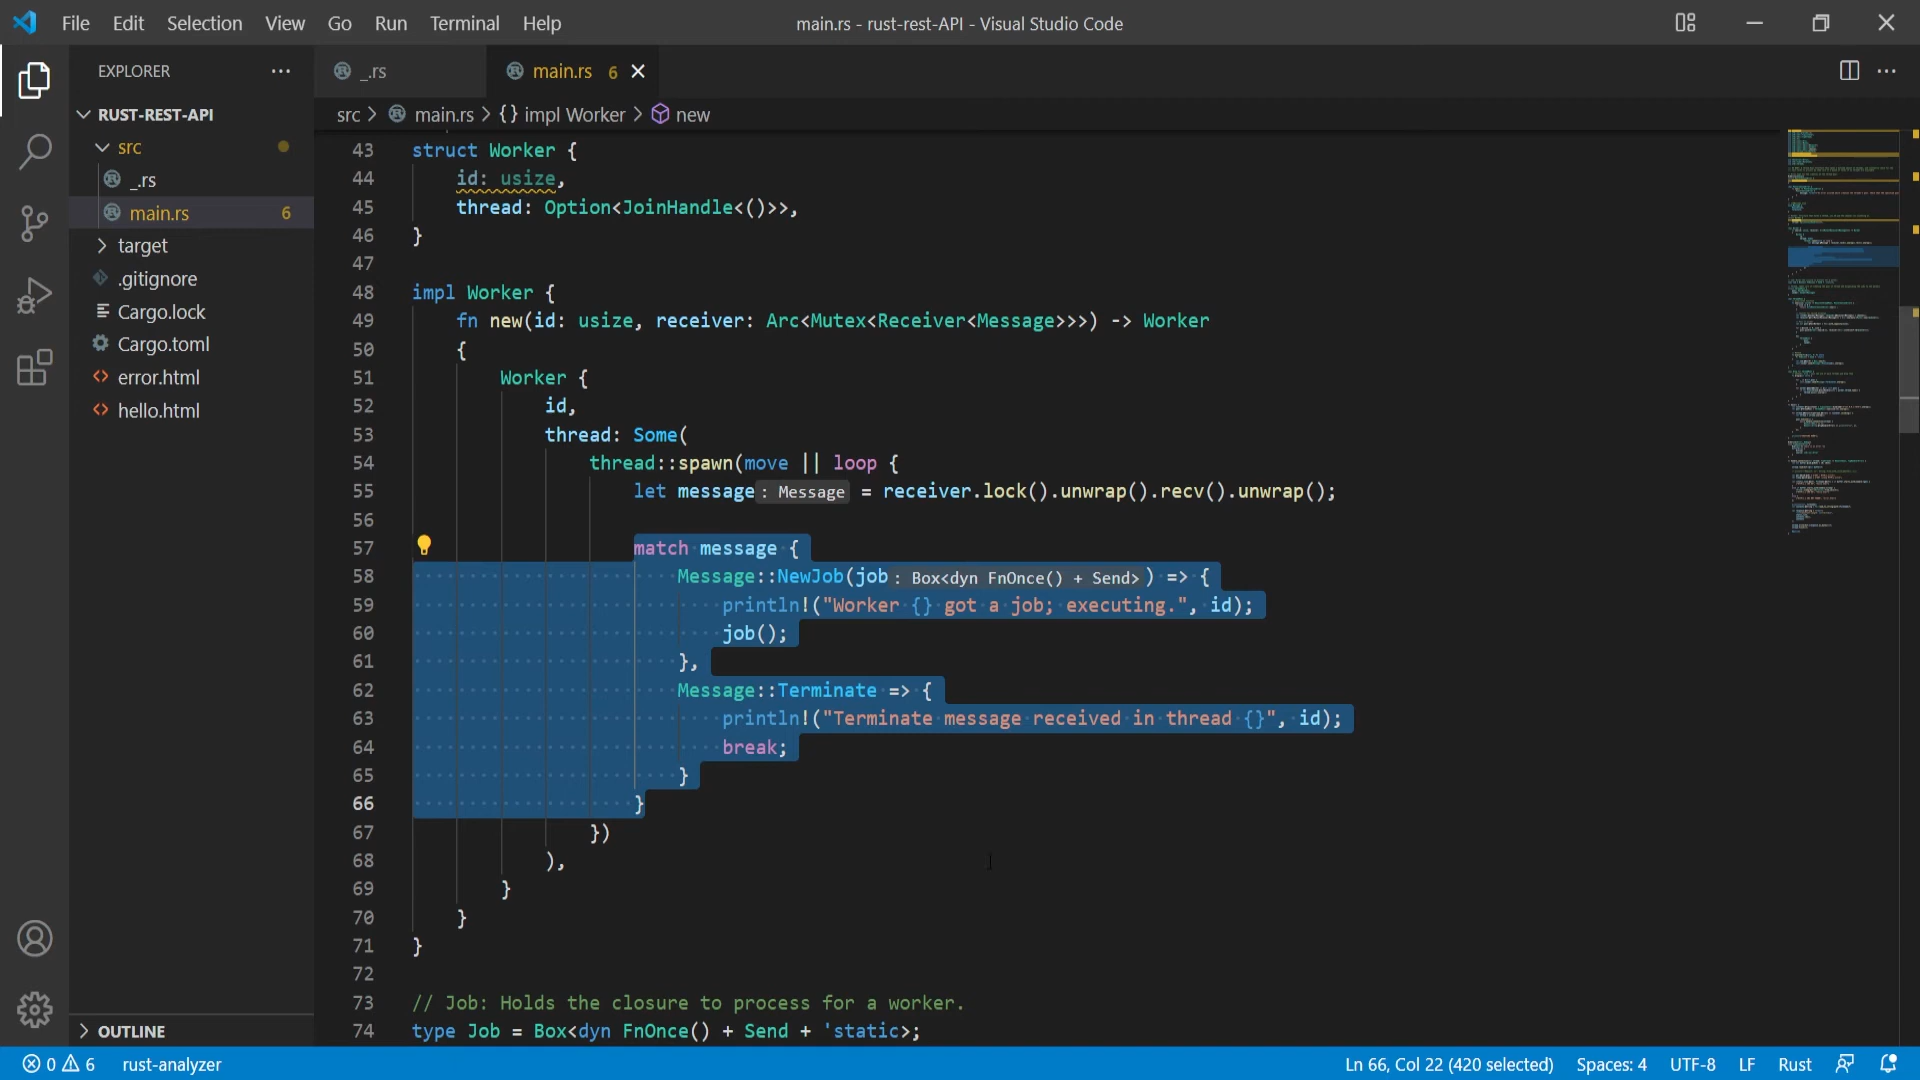 File Edit Selection View Go Run Terminal Help
main.rs - rust-rest-API - Visual Studio Code
EXPLORER
RUST-REST-API
src
_.rs
main.rs 6
target
.gitignore
Cargo.lock
Cargo.toml
error.html
hello.html
OUTLINE
_.rs
main.rs 6
src > main.rs > {} impl Worker > new
43 struct Worker {
44 id: usize,
45 thread: Option<JoinHandle<()>>,
46 }
47
48 impl Worker {
49 fn new(id: usize, receiver: Arc<Mutex<Receiver<Message>>>) -> Worker
50 {
51 Worker {
52 id,
53 thread: Some(
54 thread::spawn(move || loop {
55 let message: Message = receiver.lock().unwrap().recv().unwrap();
56
57 match message {
58 Message::NewJob(job: Box<dyn FnOnce() + Send>) => {
59 println!("Worker {} got a job; executing.", id);
60 job();
61 },
62 Message::Terminate => {
63 println!("Terminate message received in thread {}", id);
64 break;
65 }
66 }
67 })
68 ),
69 }
70 }
71 }
72
73 // Job: Holds the closure to process for a worker.
74 type Job = Box<dyn FnOnce() + Send + 'static>;
0 6 rust-analyzer
Ln 66, Col 22 (420 selected) Spaces: 4 UTF-8 LF Rust